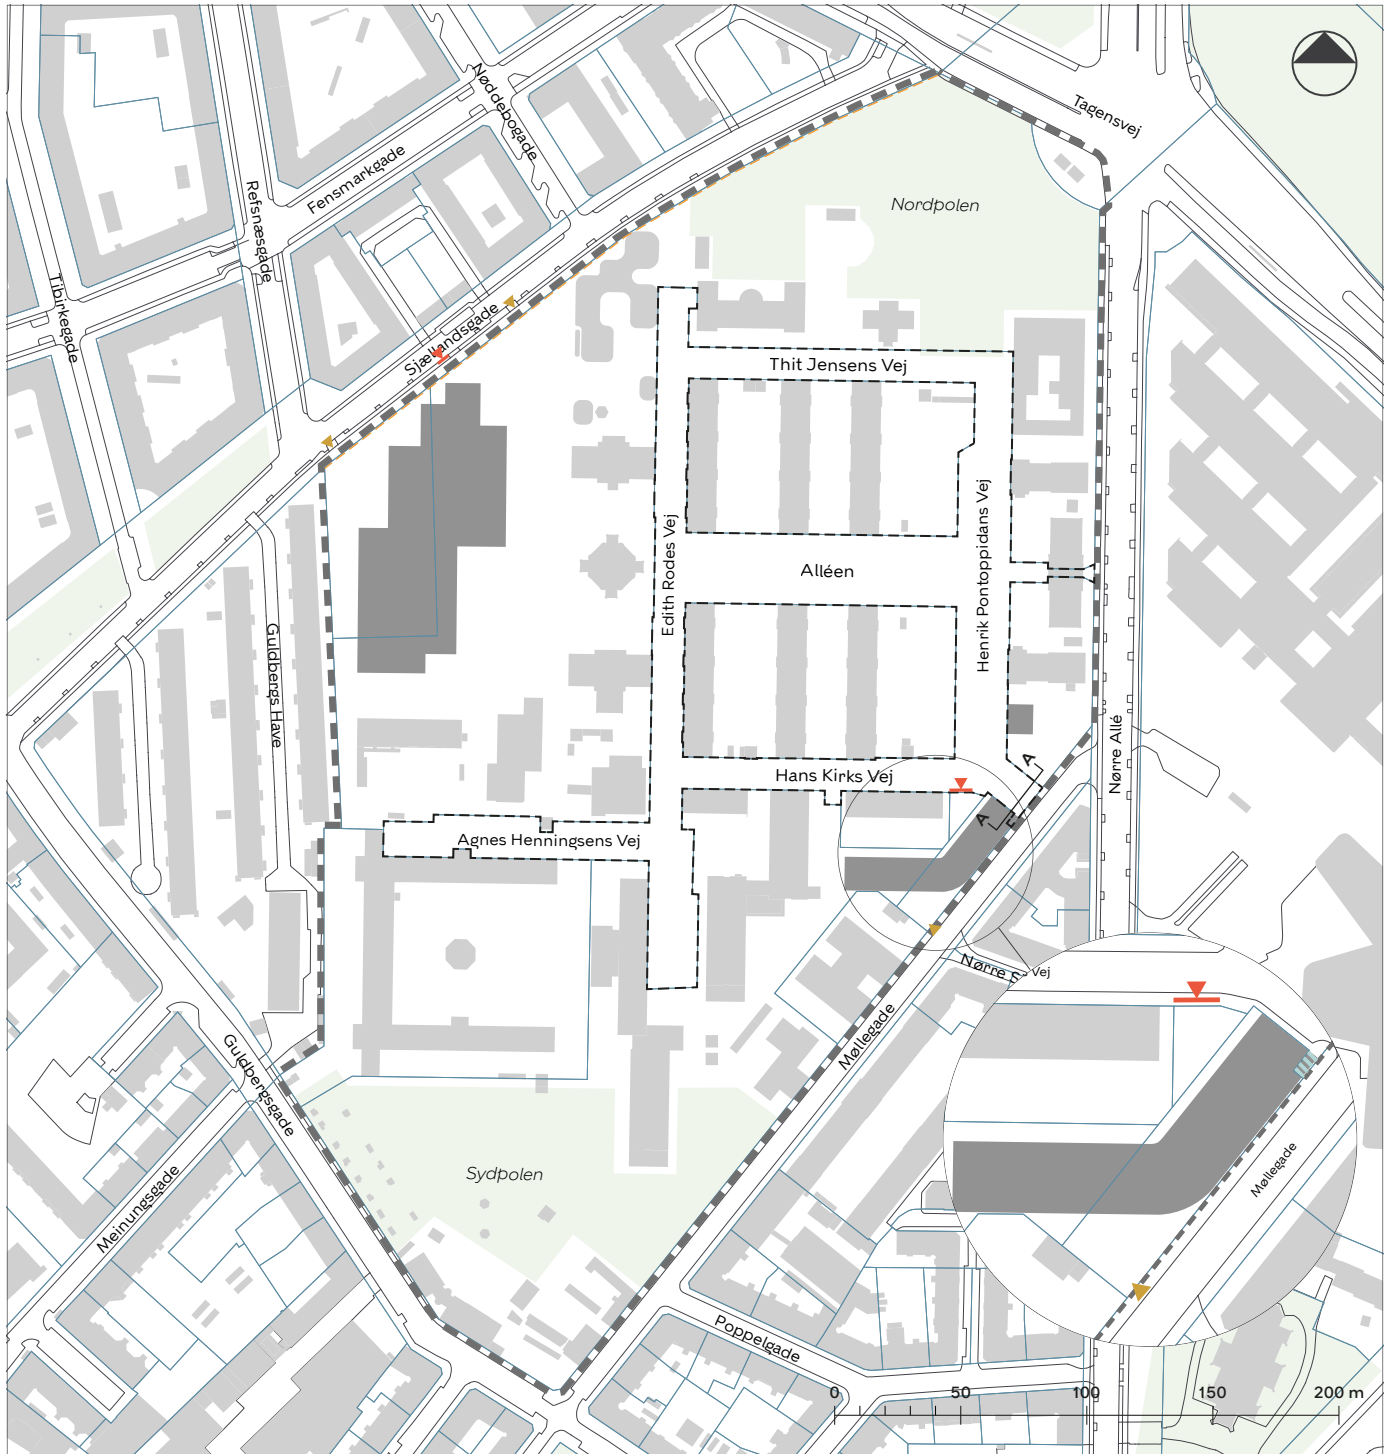 Nøddebogade
Tagensvej
Fensmarkgade
Refsnæsgade
Nordpolen
Tibirkegade
Sjællandsgade
Thit Jensens Vej
Edith Rodes Vej
Henrik Pontoppidans Vej
Alléen
Guldbergs Have
Nørre Allé
Hans Kirks Vej
A
A
Agnes Henningsens Vej
Nørre S
Vej
Møllegade
Guldbergsgade
Møllegade
Sydpolen
Meinungsgade
Poppelgade
0 50 100 150 200 m